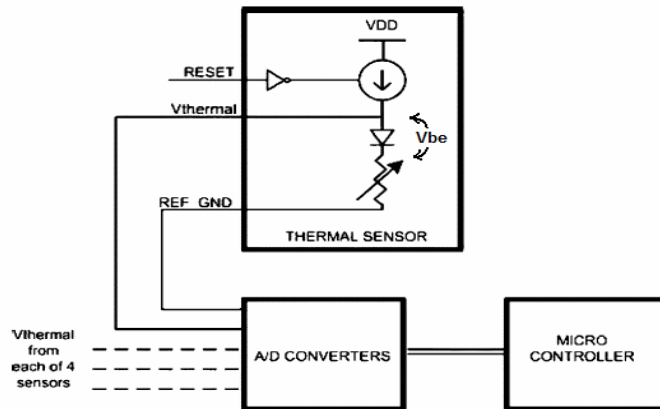 VDD
RESET
Vthermal
Vbe
REF GND
THERMAL SENSOR
Vthermal
from
each of 4
sensors
A/D CONVERTERS
MICRO
CONTROLLER